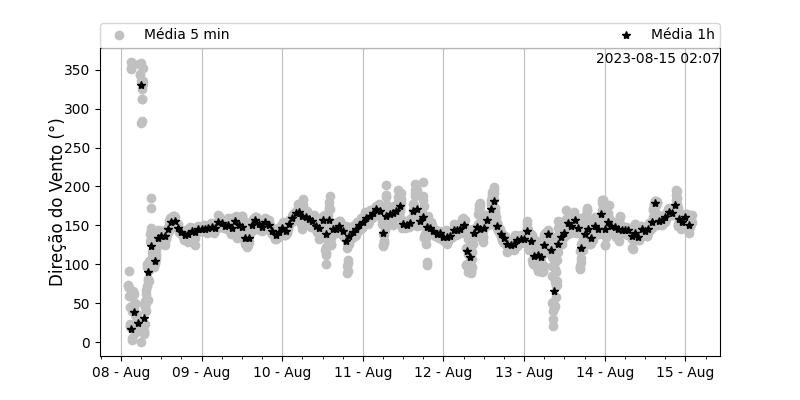 Média 5 min
Média 1h
2023-08-15 02:07
Direção do Vento (°)
350
300
250
200
150
100
50
0
08 - Aug
09 - Aug
10 - Aug
11 - Aug
12 - Aug
13 - Aug
14 - Aug
15 - Aug